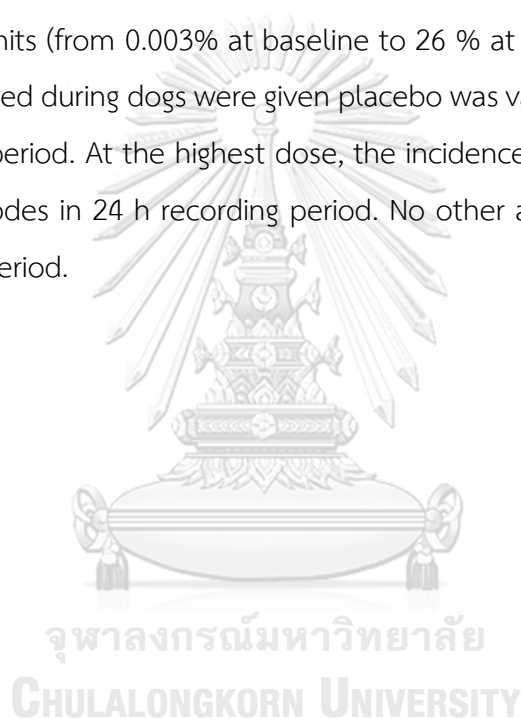 nits (from 0.003% at baseline to 26 % at
ed during dogs were given placebo was va
period. At the highest dose, the incidence
odes in 24 h recording period. No other a
eriod.
จุฬาลงกรณ์มหาวิทยาลัย
CHULALONGKORN UNIVERSITY